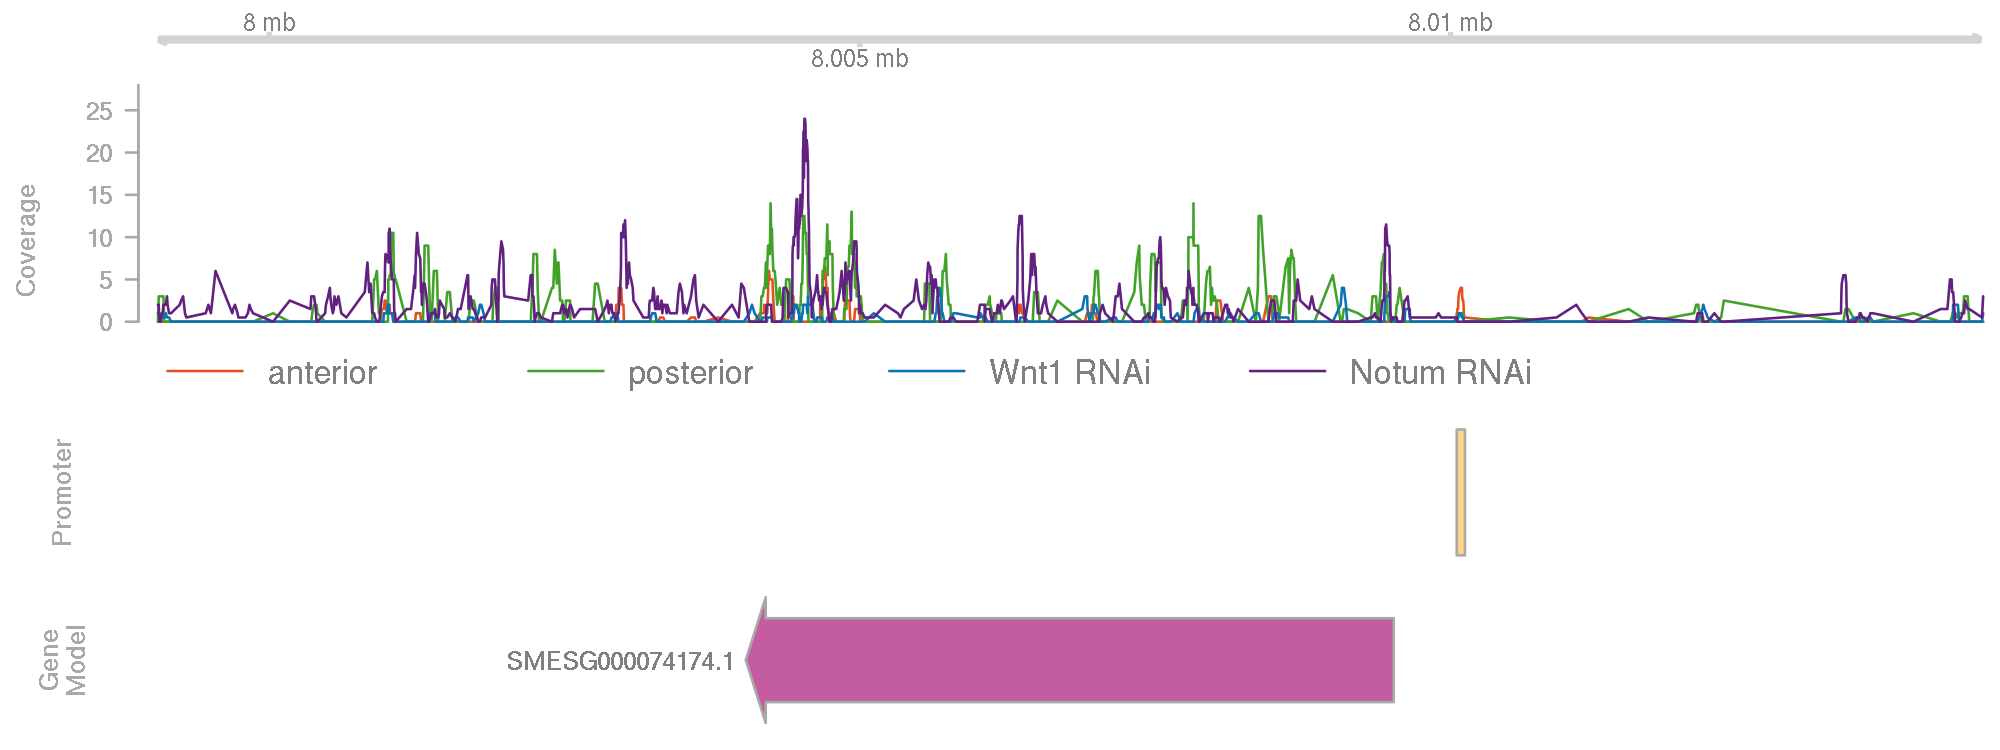 8 mb
8.01 mb
8.005 mb
Coverage
25
20
15
10
5
0
anterior posterior Wnt1 RNAi Notum RNAi
Promoter
Gene
Model
SMESG000074174.1